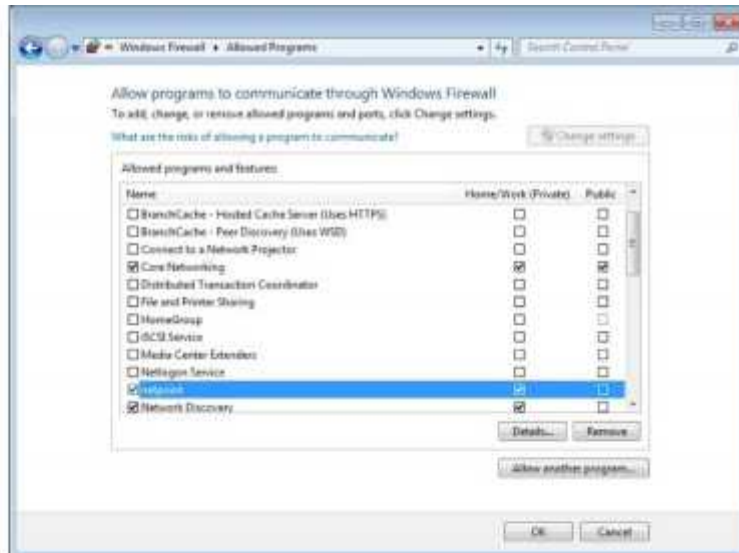 Windows Firewall ▸ Allowed Programs
Search Control Panel
Allow programs to communicate through Windows Firewall
To add, change, or remove allowed programs and ports, click Change settings.
What are the risks of allowing a program to communicate?
Change settings
Allowed programs and features:
Name Home/Work (Private) Public
BranchCache - Hosted Cache Server (Uses HTTPS)
BranchCache - Peer Discovery (Uses WSD)
Connect to a Network Projector
Core Networking
Distributed Transaction Coordinator
File and Printer Sharing
HomeGroup
iSCSI Service
Media Center Extenders
Netlogon Service
Network Discovery
Details... Remove
Allow another program...
OK Cancel